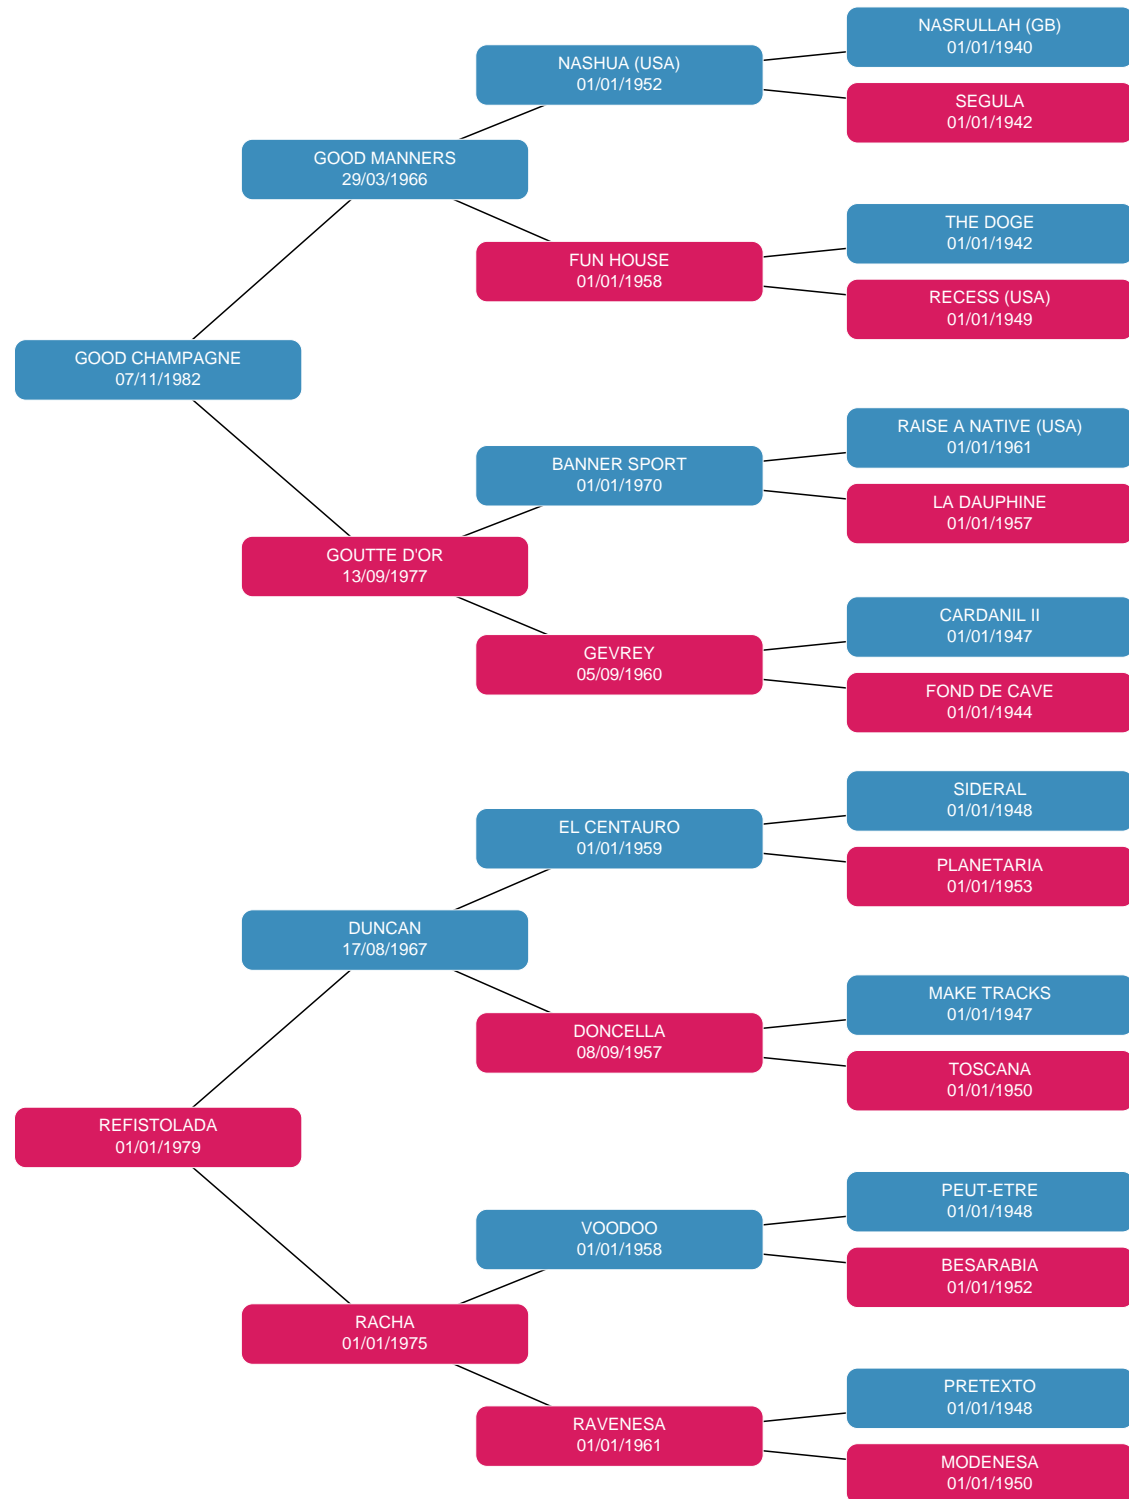 NASRULLAH (GB)
01/01/1940
NASHUA (USA)
01/01/1952
SEGULA
01/01/1942
GOOD MANNERS
29/03/1966
THE DOGE
01/01/1942
FUN HOUSE
01/01/1958
RECESS (USA)
01/01/1949
GOOD CHAMPAGNE
07/11/1982
RAISE A NATIVE (USA)
01/01/1961
BANNER SPORT
01/01/1970
LA DAUPHINE
01/01/1957
GOUTTE D'OR
13/09/1977
CARDANIL II
01/01/1947
GEVREY
05/09/1960
FOND DE CAVE
01/01/1944
SIDERAL
01/01/1948
EL CENTAURO
01/01/1959
PLANETARIA
01/01/1953
DUNCAN
17/08/1967
MAKE TRACKS
01/01/1947
DONCELLA
08/09/1957
TOSCANA
01/01/1950
REFISTOLADA
01/01/1979
PEUT-ETRE
01/01/1948
VOODOO
01/01/1958
BESARABIA
01/01/1952
RACHA
01/01/1975
PRETEXTO
01/01/1948
RAVENESA
01/01/1961
MODENESA
01/01/1950